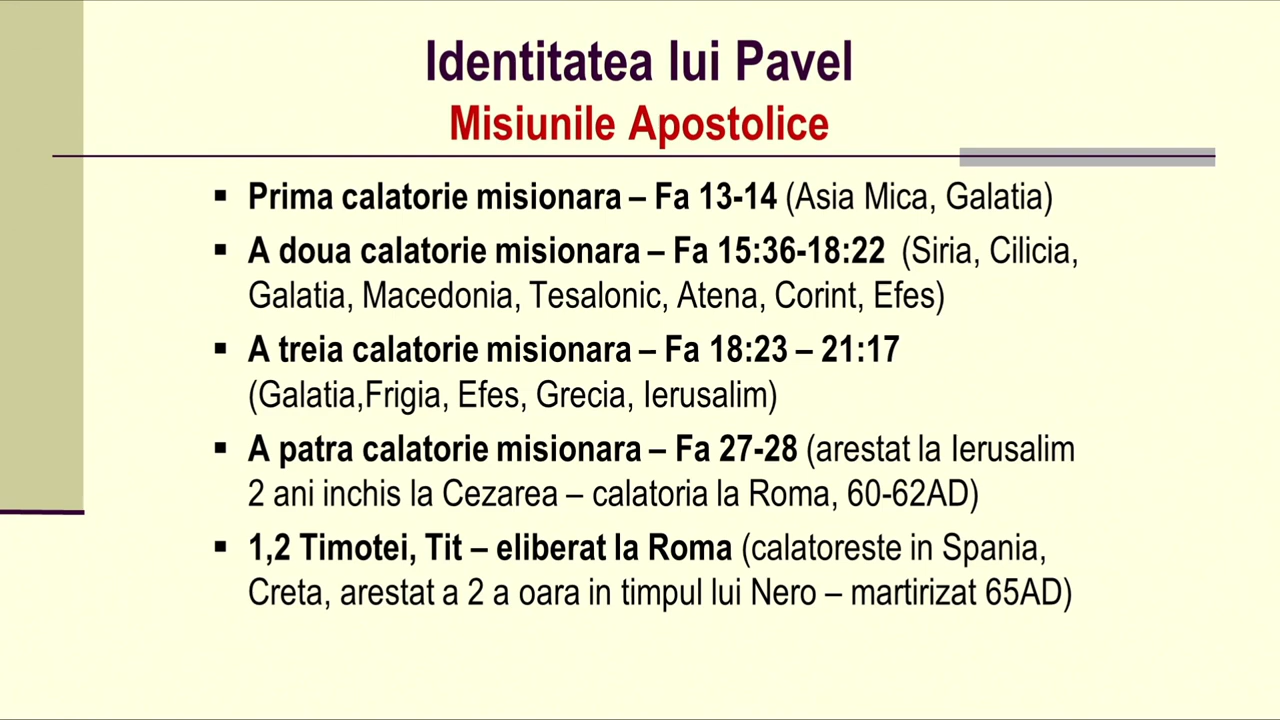 Identitatea lui Pavel
Misiunile Apostolice
▪ Prima calatorie misionara – Fa 13-14 (Asia Mica, Galatia)
▪ A doua calatorie misionara – Fa 15:36-18:22 (Siria, Cilicia,
Galatia, Macedonia, Tesalonic, Atena, Corint, Efes)
▪ A treia calatorie misionara – Fa 18:23 – 21:17
(Galatia,Frigia, Efes, Grecia, Ierusalim)
▪ A patra calatorie misionara – Fa 27-28 (arestat la Ierusalim
2 ani inchis la Cezarea – calatoria la Roma, 60-62AD)
▪ 1,2 Timotei, Tit – eliberat la Roma (calatoreste in Spania,
Creta, arestat a 2 a oara in timpul lui Nero – martirizat 65AD)